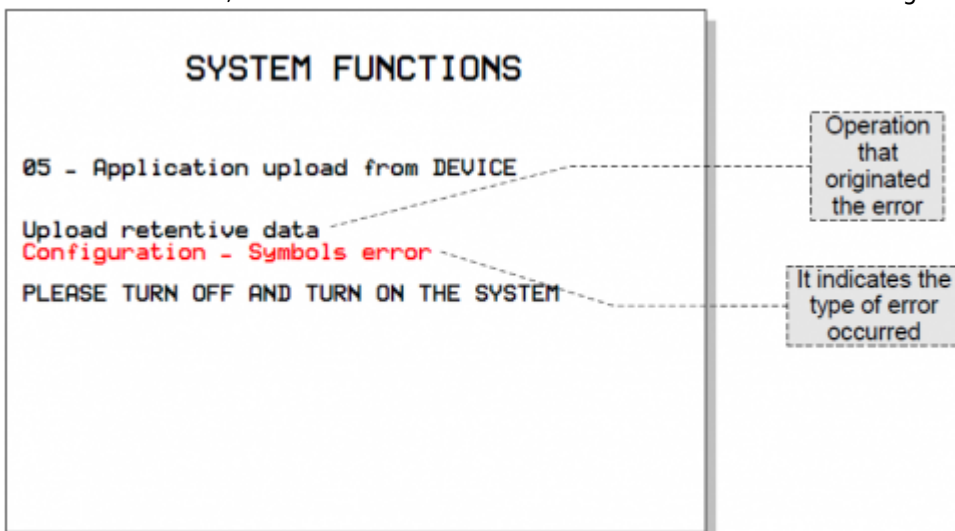 SYSTEM FUNCTIONS
05 - Application upload from DEVICE
Upload retentive data
Configuration - Symbols error
PLEASE TURN OFF AND TURN ON THE SYSTEM
Operation
that
originated
the error
It indicates the
type of error
occurred